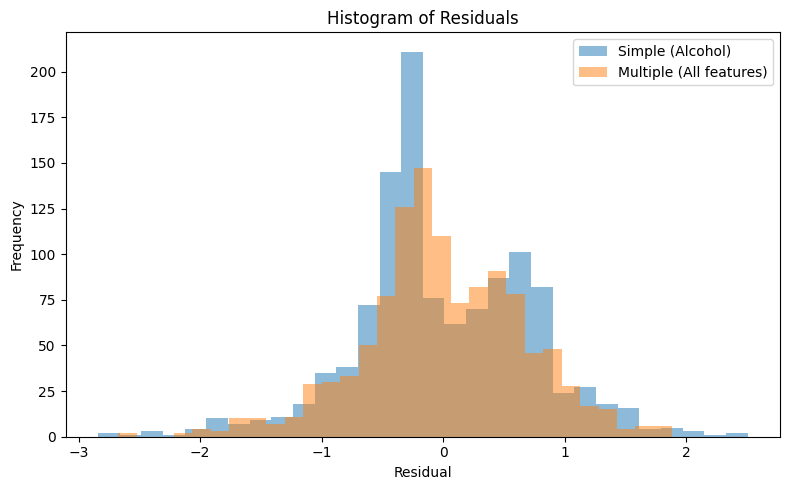 Histogram of Residuals
Simple (Alcohol)
Multiple (All features)
Frequency
200
175
150
125
100
75
50
25
0
−3 −2 −1 0 1 2
Residual